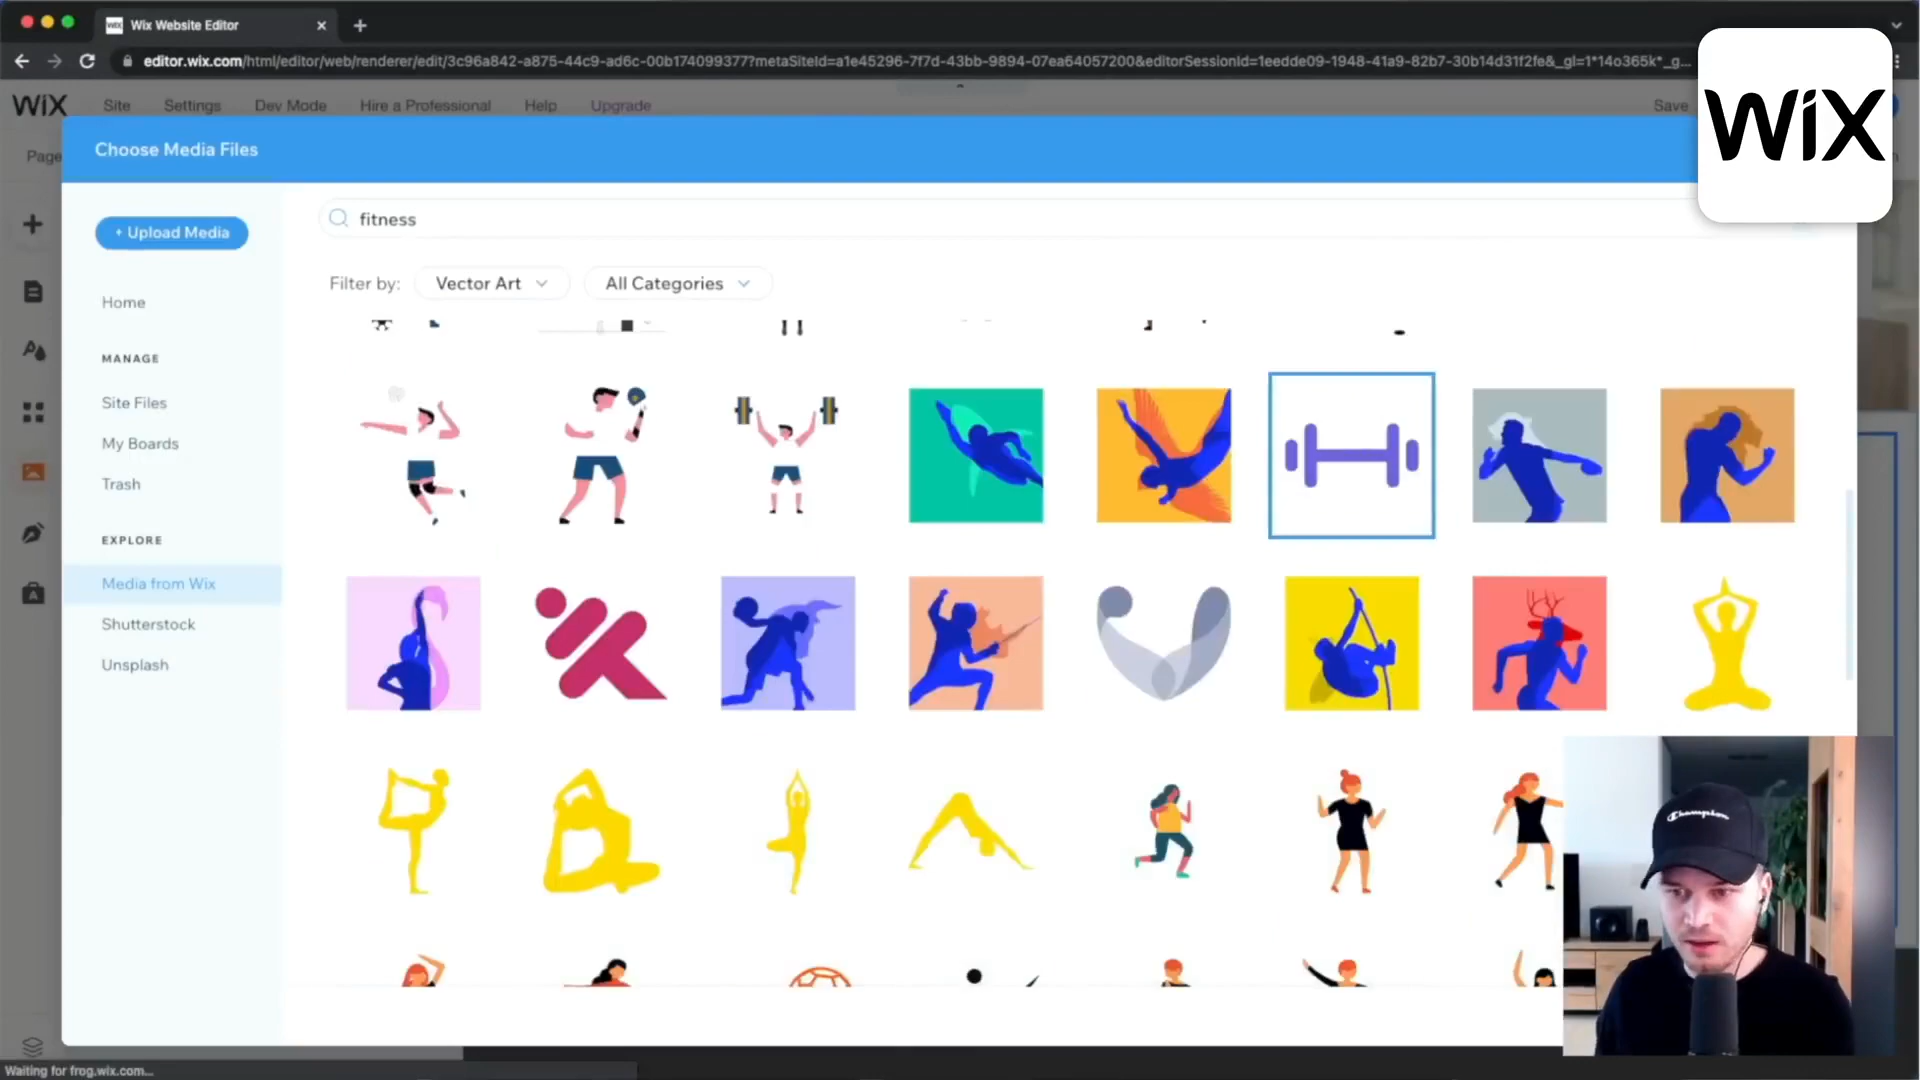 Wix Website Editor
editor.wix.com/html/editor/web/renderer/edit/3c96a842-a875-44c9-ad6c-00b174099377?metaSiteId=a1e45296-7f7d-43bb-9894-07ea64057200&editorSessionId=1eedde09-1948-41a9-82b7-30b14d31f2fe&_gl=1*14o365k*_g...
WiX Site Settings Dev Mode Hire a Professional Help Upgrade Save
WiX
Page
Choose Media Files
+ Upload Media
fitness
Filter by: Vector Art All Categories
Home
MANAGE
Site Files
My Boards
Trash
EXPLORE
Media from Wix
Shutterstock
Unsplash
Champion
Waiting for frog.wix.com...